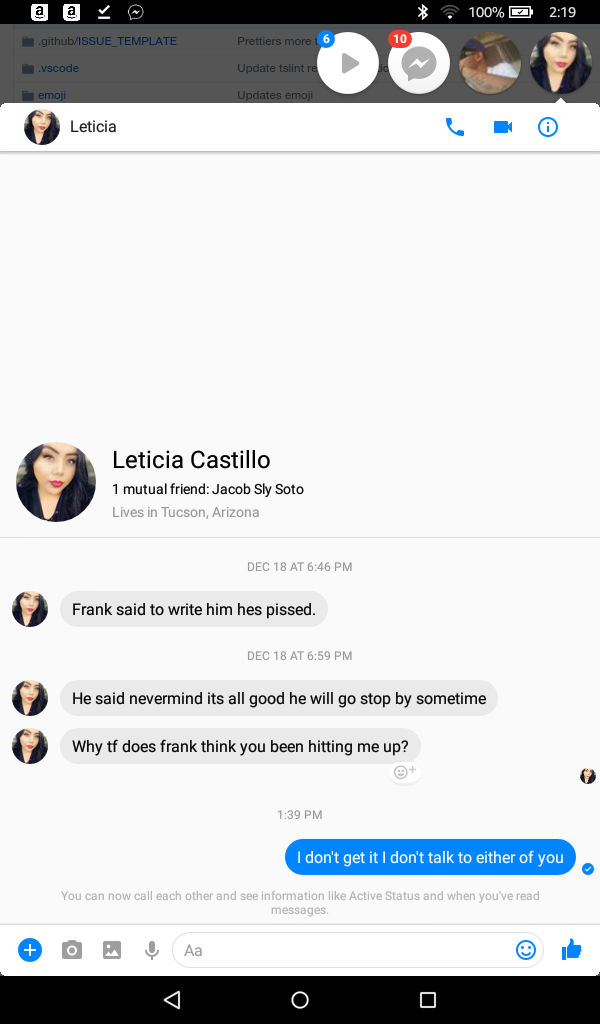 100% 2:19
.github/ISSUE_TEMPLATE Prettiers more
6
10
.vscode Update tslint
emoji Updates emoji
Leticia
Leticia Castillo
1 mutual friend: Jacob Sly Soto
Lives in Tucson, Arizona
DEC 18 AT 6:46 PM
Frank said to write him hes pissed.
DEC 18 AT 6:59 PM
He said nevermind its all good he will go stop by sometime
Why tf does frank think you been hitting me up?
1:39 PM
I don't get it I don't talk to either of you
You can now call each other and see information like Active Status and when you've read
messages.
Aa